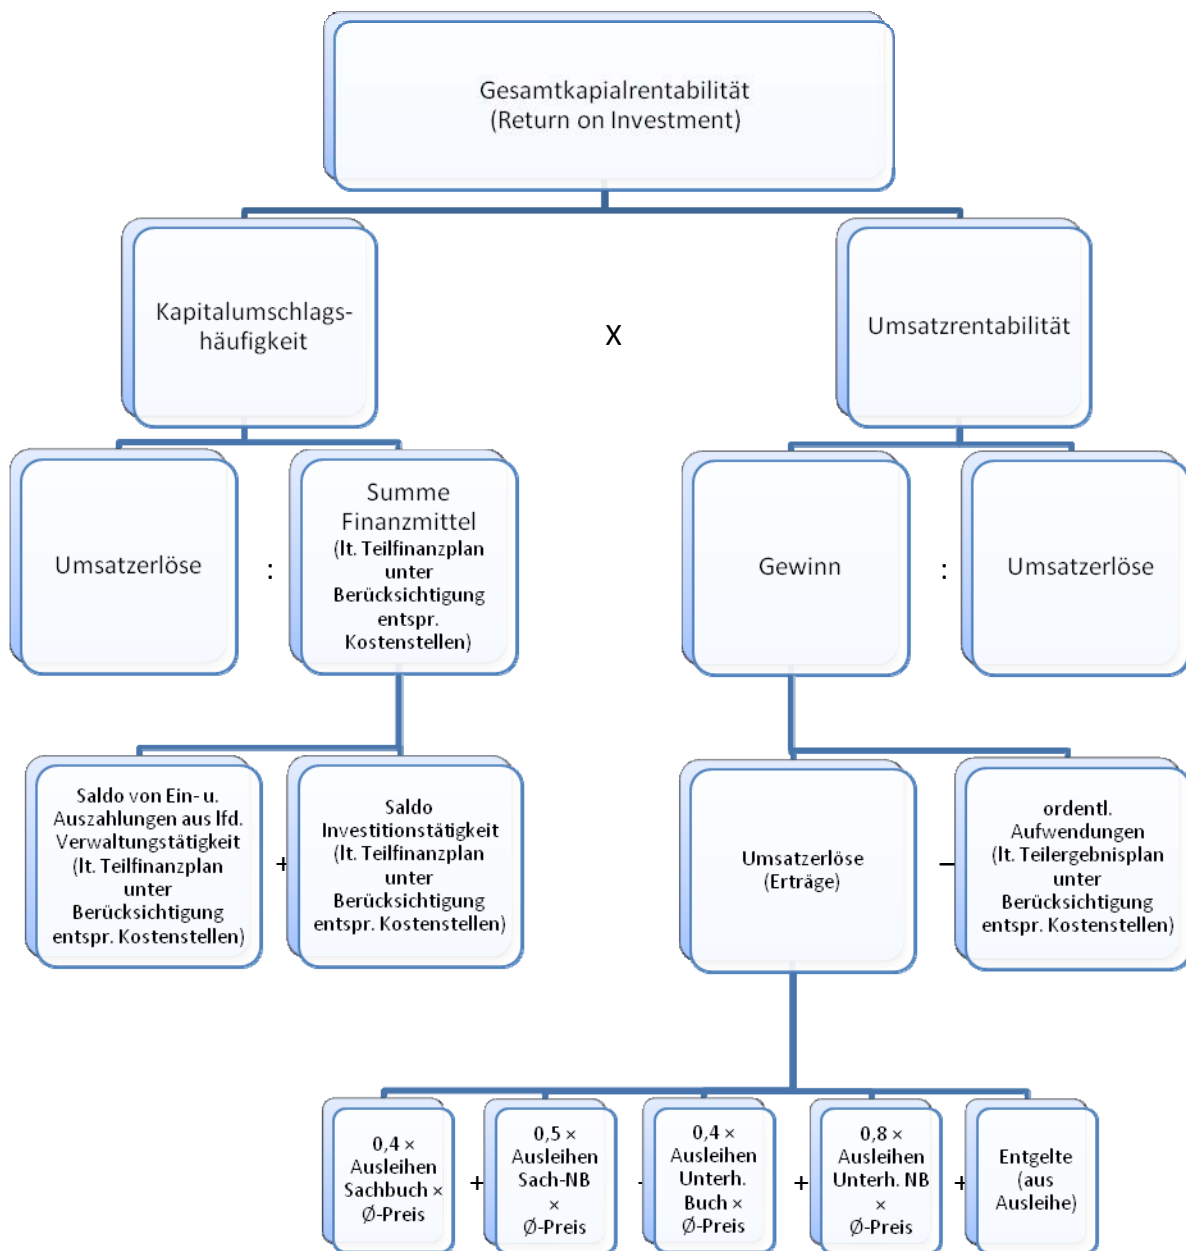 Gesamtkapialrentabilität
(Return on Investment)
Kapitalumschlags-
häufigkeit
X
Umsatzrentabilität
Umsatzerlöse
:
Summe
Finanzmittel
(lt. Teilfinanzplan
unter
Berücksichtigung
entspr.
Kostenstellen)
Gewinn
:
Umsatzerlöse
Saldo von Ein- u.
Auszahlungen aus lfd.
Verwaltungstätigkeit
(lt. Teilfinanzplan
unter
Berücksichtigung
entspr. Kostenstellen)
+
Saldo
Investitionstätigkeit
(lt. Teilfinanzplan
unter
Berücksichtigung
entspr. Kostenstellen)
Umsatzerlöse
(Erträge)
–
ordentl.
Aufwendungen
(lt. Teilergebnisplan
unter
Berücksichtigung
entspr. Kostenstellen)
0,4 ×
Ausleihen
Sachbuch ×
Ø-Preis
+
0,5 ×
Ausleihen
Sach-NB
×
Ø-Preis
-
0,4 ×
Ausleihen
Unterh.
Buch ×
Ø-Preis
+
0,8 ×
Ausleihen
Unterh. NB
×
Ø-Preis
+
Entgelte
(aus
Ausleihe)